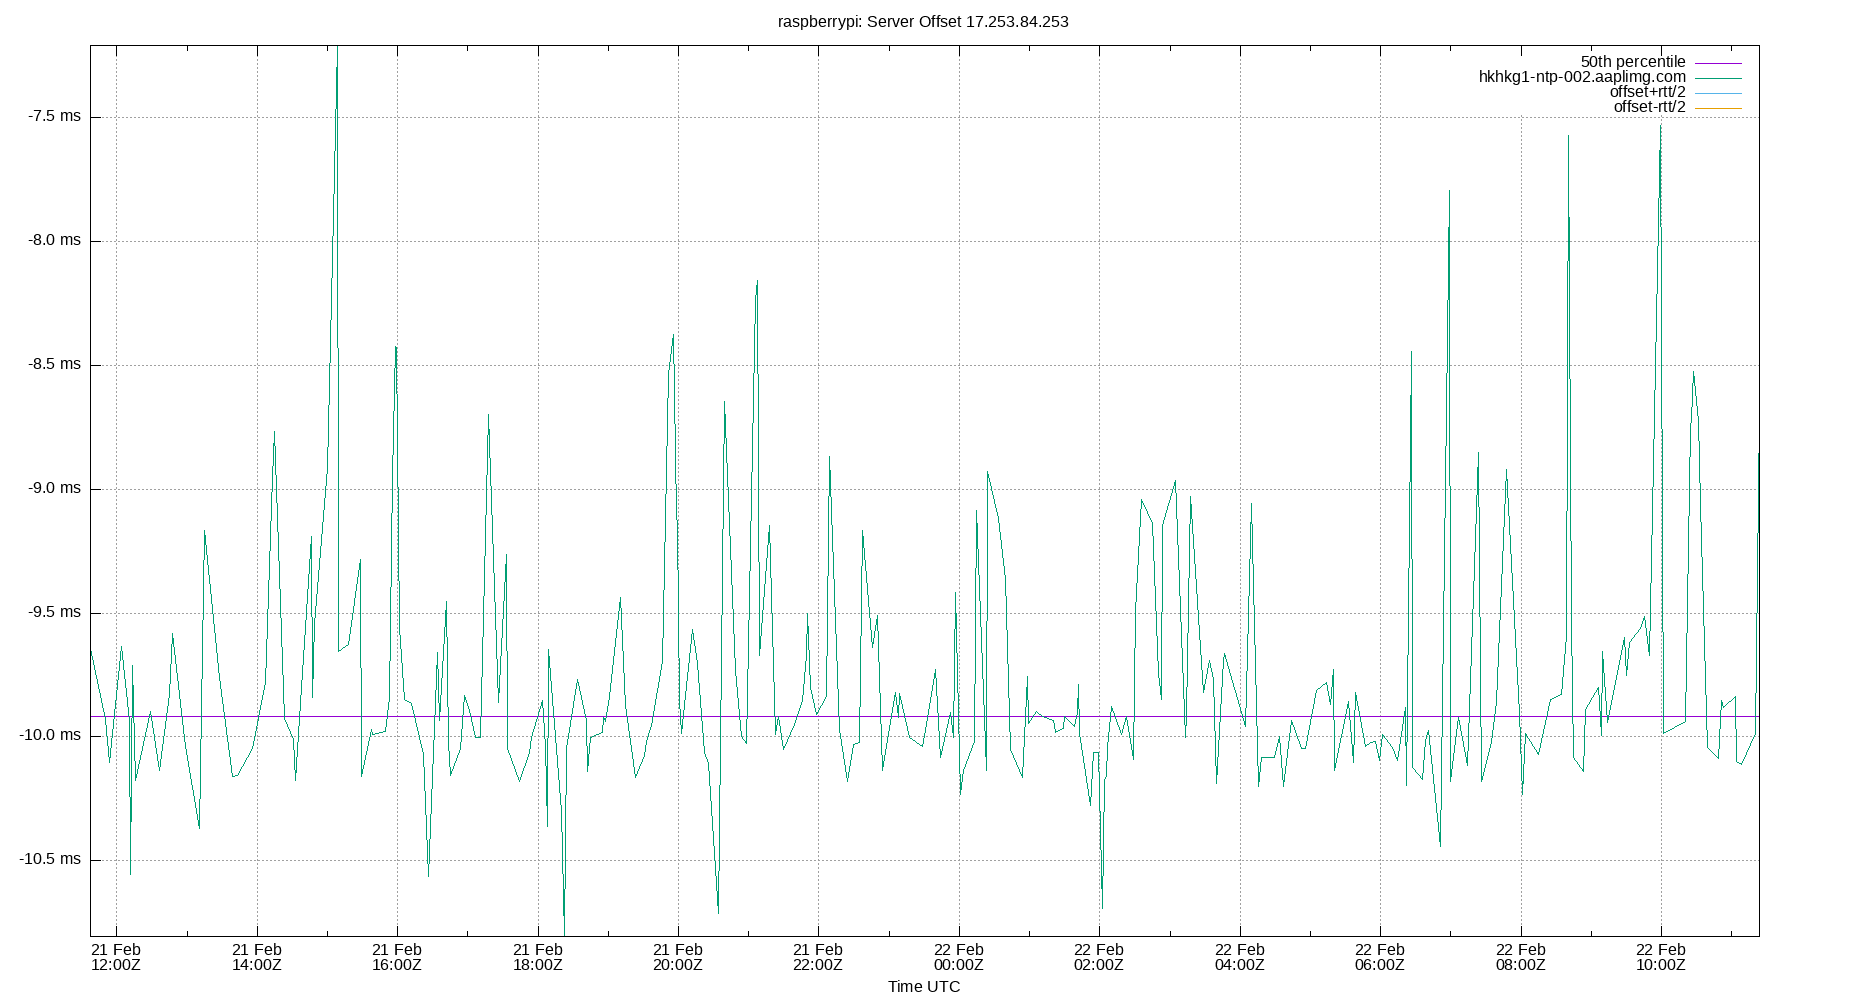 raspberrypi: Server Offset 17.253.84.253
50th percentile
hkhkg1-ntp-002.aaplimg.com
offset+rtt/2
offset-rtt/2
-7.5 ms
-8.0 ms
-8.5 ms
-9.0 ms
-9.5 ms
-10.0 ms
-10.5 ms
21 Feb 21 Feb 21 Feb 21 Feb 21 Feb 21 Feb 22 Feb 22 Feb 22 Feb 22 Feb 22 Feb 22 Feb
12:00Z 14:00Z 16:00Z 18:00Z 20:00Z 22:00Z 00:00Z 02:00Z 04:00Z 06:00Z 08:00Z 10:00Z
Time UTC